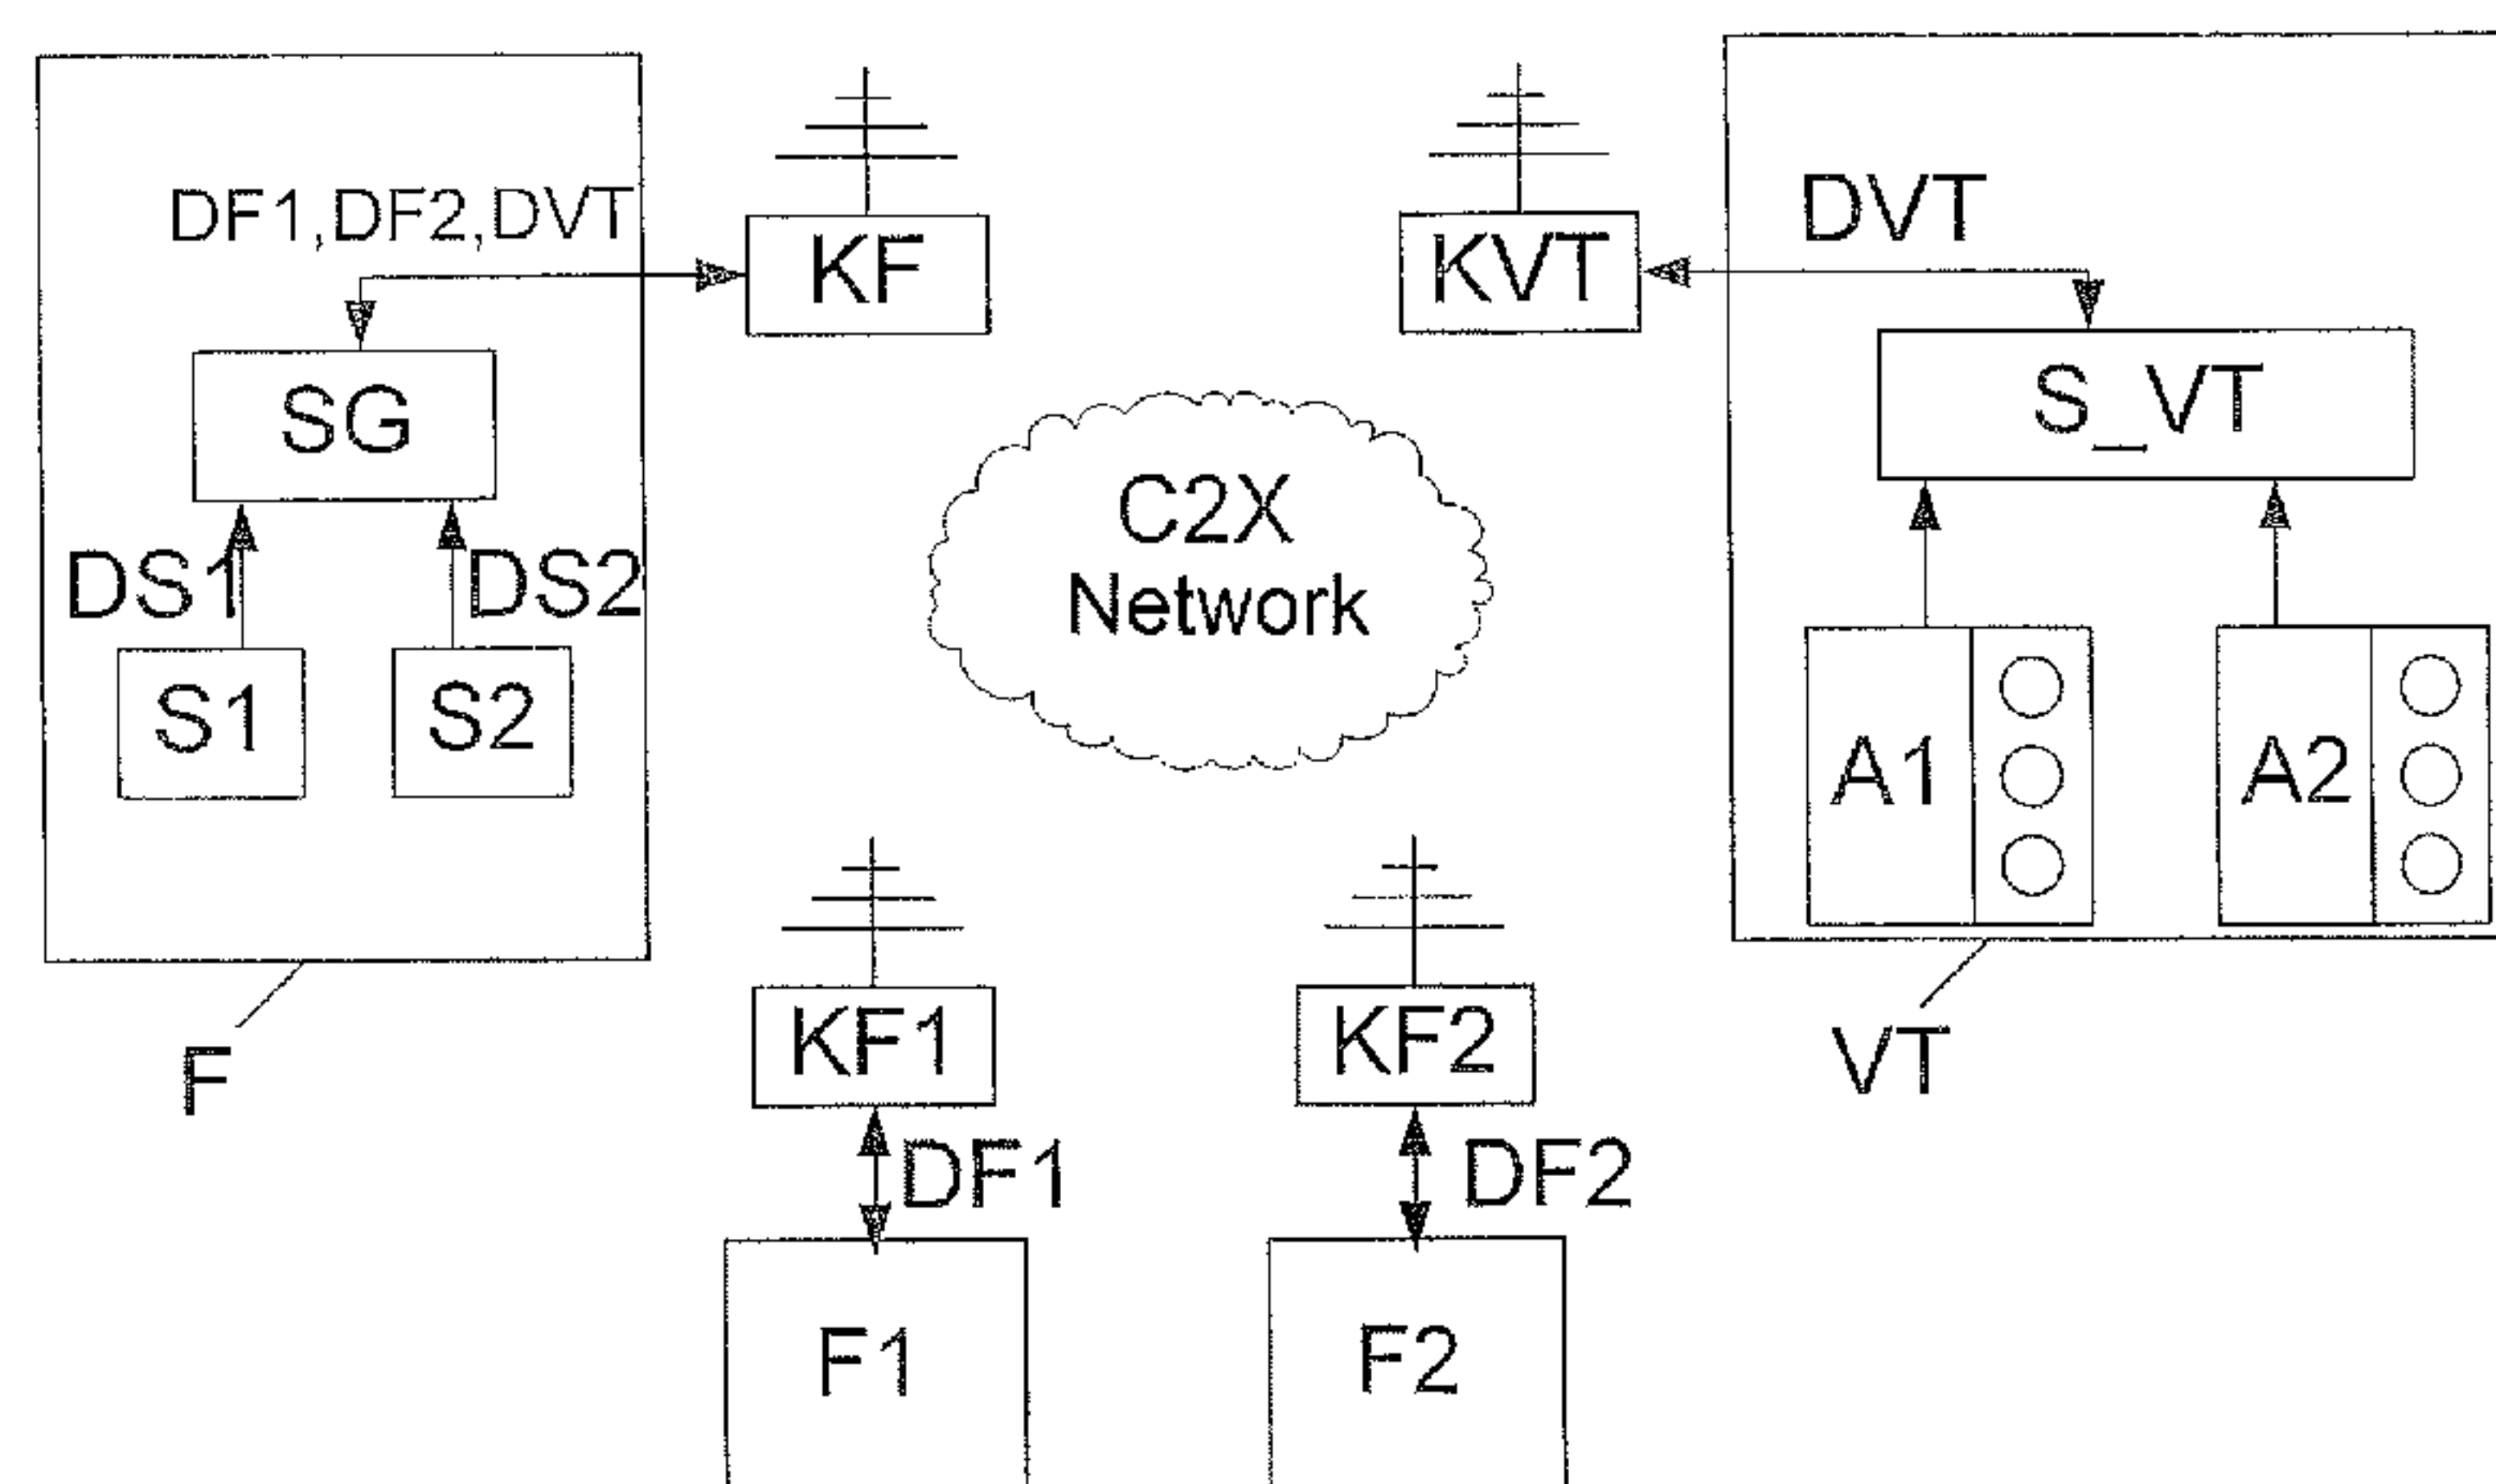 DF1,DF2,DVT
KF
KVT
DVT
SG
S_VT
C2X
Network
DS1
DS2
S1
S2
A1
A2
F
KF1
KF2
VT
DF1
DF2
F1
F2